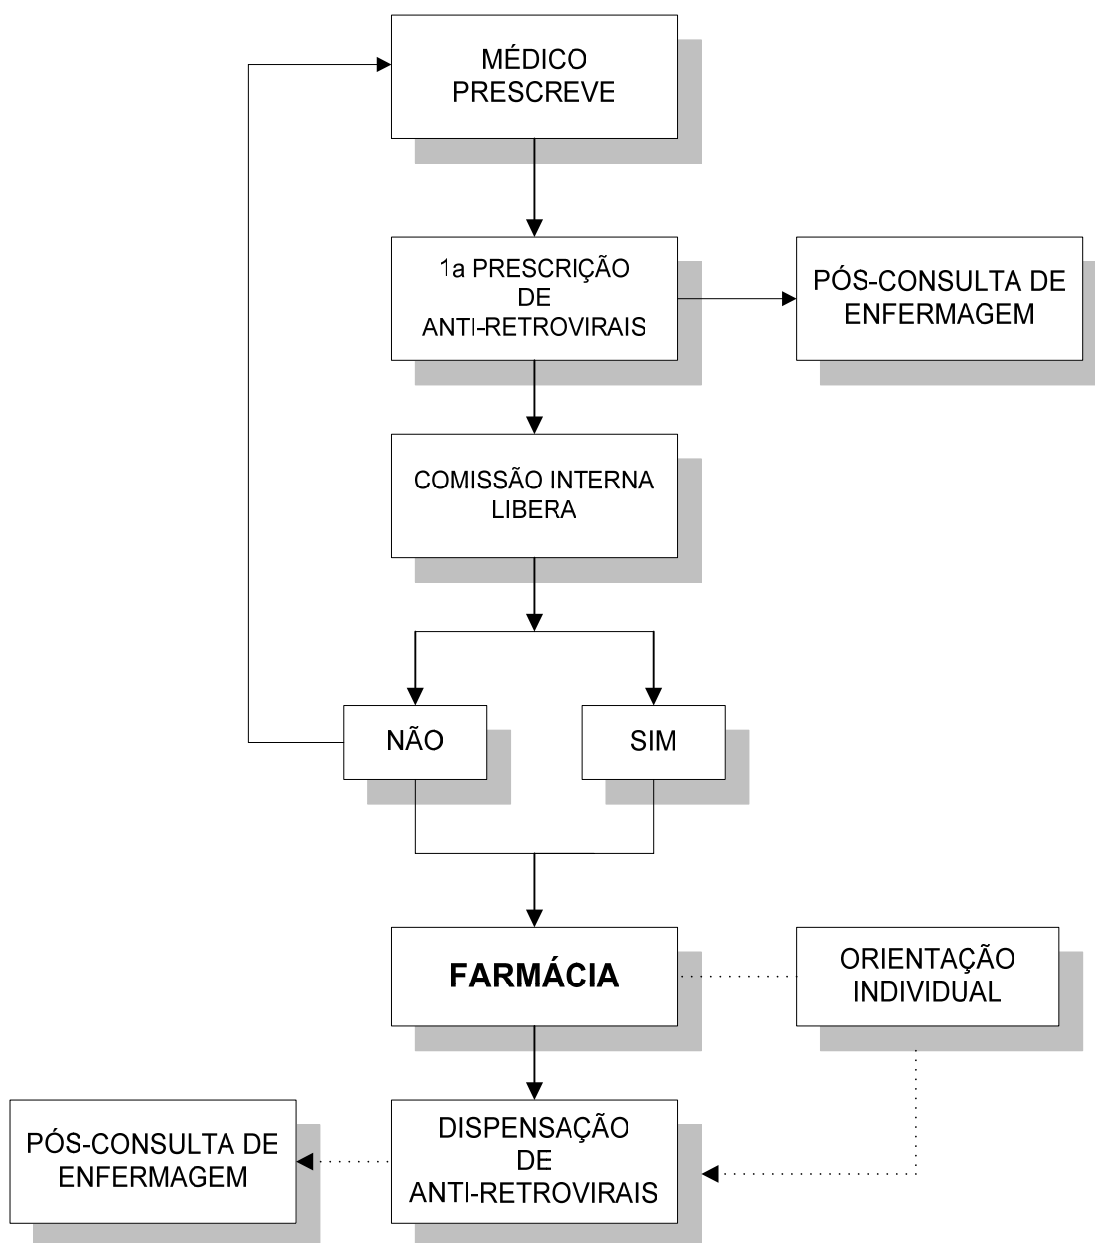 MÉDICO
PRESCREVE
1a PRESCRIÇÃO
DE
ANTI-RETROVIRAIS
PÓS-CONSULTA DE
ENFERMAGEM
COMISSÃO INTERNA
LIBERA
NÃO
SIM
FARMÁCIA
ORIENTAÇÃO
INDIVIDUAL
PÓS-CONSULTA DE
ENFERMAGEM
DISPENSAÇÃO
DE
ANTI-RETROVIRAIS